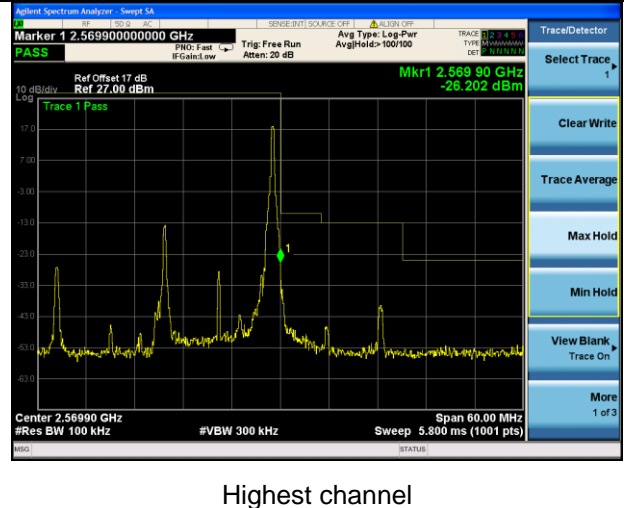 Agilent Spectrum Analyzer - Swept SA
RF 50 Ω AC SENSE:INT SOURCE OFF ALIGN OFF
Marker 1 2.569900000000 GHz
PASS
PNO: Fast
IFGain:Low
Trig: Free Run
Atten: 20 dB
Avg Type: Log-Pwr
Avg|Hold>100/100
TRACE 1 2 3 4 5 6
TYPE MWWWWW
DET P N N N N N
Ref Offset 17 dB
10 dB/div Ref 27.00 dBm
Mkr1 2.569 90 GHz
-26.202 dBm
Log
Trace 1 Pass
17.0
7.00
-3.00
-13.0
-23.0
-33.0
-43.0
-53.0
-63.0
1
Center 2.56990 GHz
Span 60.00 MHz
#Res BW 100 kHz
#VBW 300 kHz
Sweep 5.800 ms (1001 pts)
MSG
STATUS
Trace/Detector
Select Trace
1
Clear Write
Trace Average
Max Hold
Min Hold
View Blank
Trace On
More
1 of 3
Highest channel